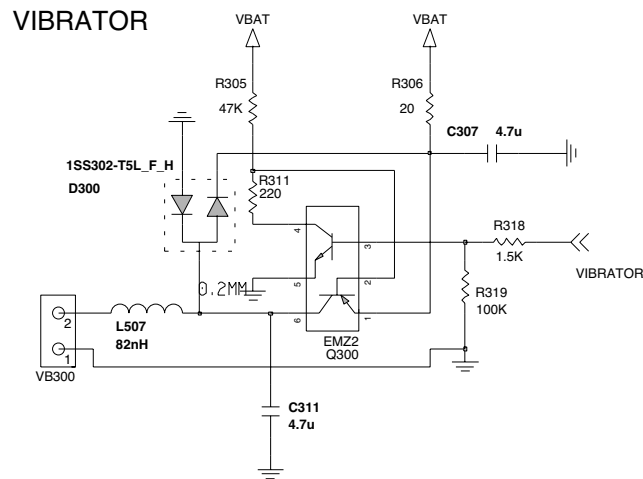 VIBRATOR
VBAT
VBAT
R305
47K
R306
20
C307 4.7u
1SS302-T5L_F_H
D300
R311
220
4
3
R318
1.5K
VIBRATOR
5
2
0.2MM
R319
100K
2
L507
82nH
6
1
EMZ2
Q300
1
VB300
C311
4.7u